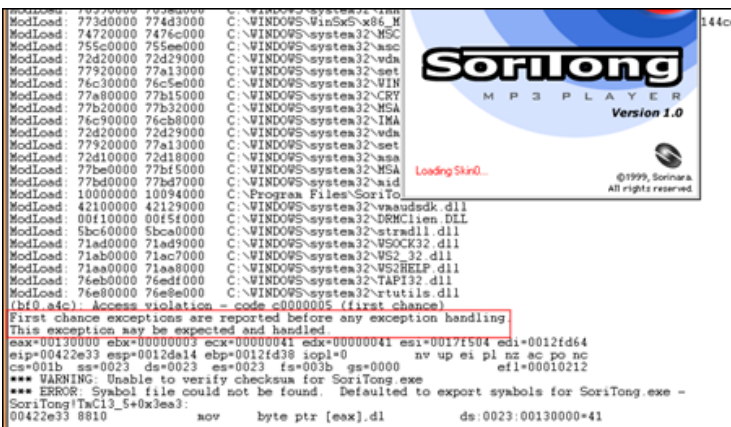 ModLoad: 773d0000 774d3000 C:\WINDOWS\WinSxS\x86_M
144c
ModLoad: 74720000 7476c000 C:\WINDOWS\system32\MSC
ModLoad: 755c0000 755ee000 C:\WINDOWS\system32\msc
ModLoad: 72d20000 72d29000 C:\WINDOWS\system32\wdm
ModLoad: 77920000 77a13000 C:\WINDOWS\system32\set
ModLoad: 76c30000 76c5e000 C:\WINDOWS\system32\WIN
ModLoad: 77a80000 77b15000 C:\WINDOWS\system32\CRY
ModLoad: 77b20000 77b32000 C:\WINDOWS\system32\MSA
ModLoad: 76c90000 76cb8000 C:\WINDOWS\system32\IMA
ModLoad: 72d20000 72d29000 C:\WINDOWS\system32\wdm
ModLoad: 77920000 77a13000 C:\WINDOWS\system32\set
ModLoad: 72d10000 72d18000 C:\WINDOWS\system32\msa
ModLoad: 77be0000 77bf5000 C:\WINDOWS\system32\MSA
ModLoad: 77bd0000 77bd7000 C:\WINDOWS\system32\mid
ModLoad: 10000000 10094000 C:\Program Files\SoriTo
ModLoad: 42100000 42129000 C:\WINDOWS\system32\wmaudsdk.dll
ModLoad: 00f10000 00f5f000 C:\WINDOWS\system32\DRMClien.DLL
ModLoad: 5bc60000 5bca0000 C:\WINDOWS\system32\strmdll.dll
ModLoad: 71ad0000 71ad9000 C:\WINDOWS\system32\WSOCK32.dll
ModLoad: 71ab0000 71ac7000 C:\WINDOWS\system32\WS2_32.dll
ModLoad: 71aa0000 71aa8000 C:\WINDOWS\system32\WS2HELP.dll
ModLoad: 76eb0000 76edf000 C:\WINDOWS\system32\TAPI32.dll
ModLoad: 76e80000 76e8e000 C:\WINDOWS\system32\rtutils.dll
(bf0.a4c): Access violation - code c0000005 (first chance)
First chance exceptions are reported before any exception handling.
This exception may be expected and handled.
eax=00130000 ebx=00000003 ecx=00000041 edx=00000041 esi=0017f504 edi=0012fd64
eip=00422e33 esp=0012da14 ebp=0012fd38 iopl=0 nv up ei pl nz ac po nc
cs=001b ss=0023 ds=0023 es=0023 fs=003b gs=0000 efl=00010212
*** WARNING: Unable to verify checksum for SoriTong.exe
*** ERROR: Symbol file could not be found. Defaulted to export symbols for SoriTong.exe -
SoriTong!TmC13_5+0x3ea3:
00422e33 8810 mov byte ptr [eax],dl ds:0023:00130000=41
SoriTong
MP3 PLAYER
Version 1.0
Loading Skin0...
©1999, Sorinara.
All rights reserved.